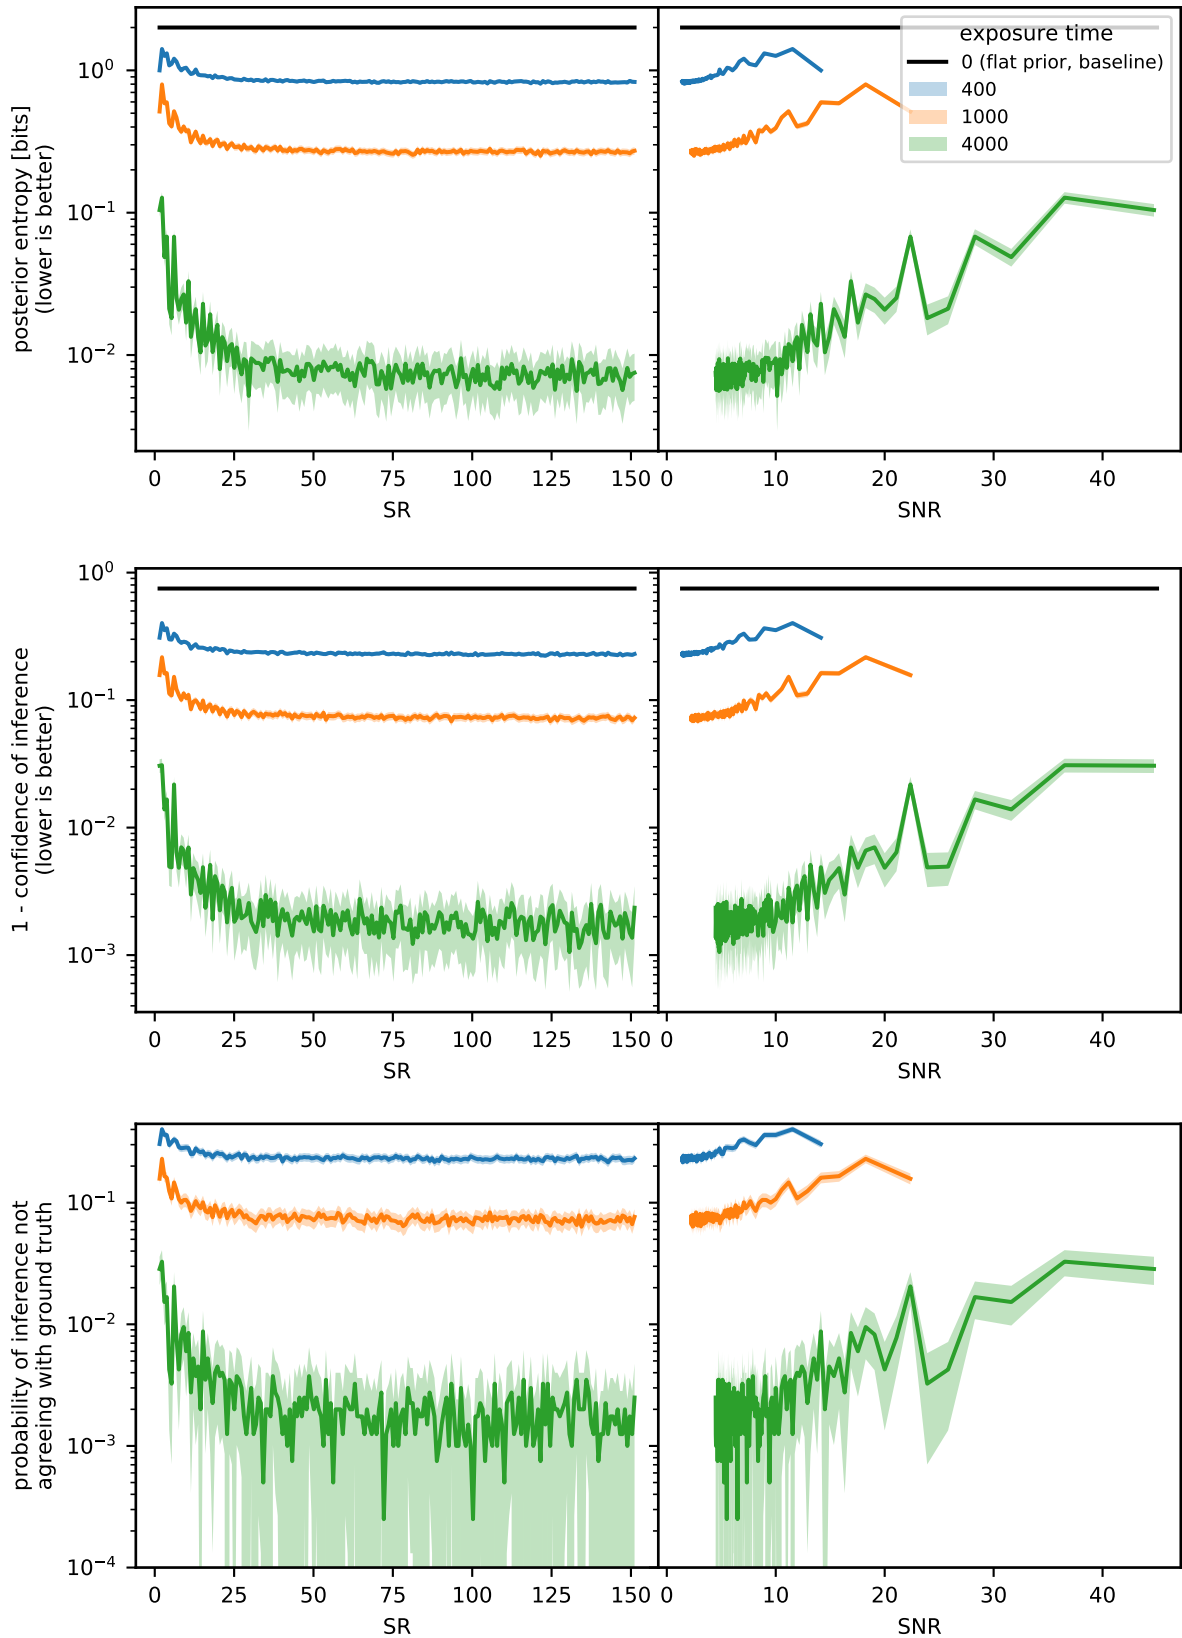 posterior entropy [bits]
(lower is better)
10⁰
10⁻¹
10⁻²
0 25 50 75 100 125 150
SR
exposure time
0 (flat prior, baseline)
400
1000
4000
0 10 20 30 40
SNR
1 - confidence of inference
(lower is better)
10⁰
10⁻¹
10⁻²
10⁻³
0 25 50 75 100 125 150
SR
0 10 20 30 40
SNR
probability of inference not
agreeing with ground truth
10⁻¹
10⁻²
10⁻³
10⁻⁴
0 25 50 75 100 125 150
SR
0 10 20 30 40
SNR